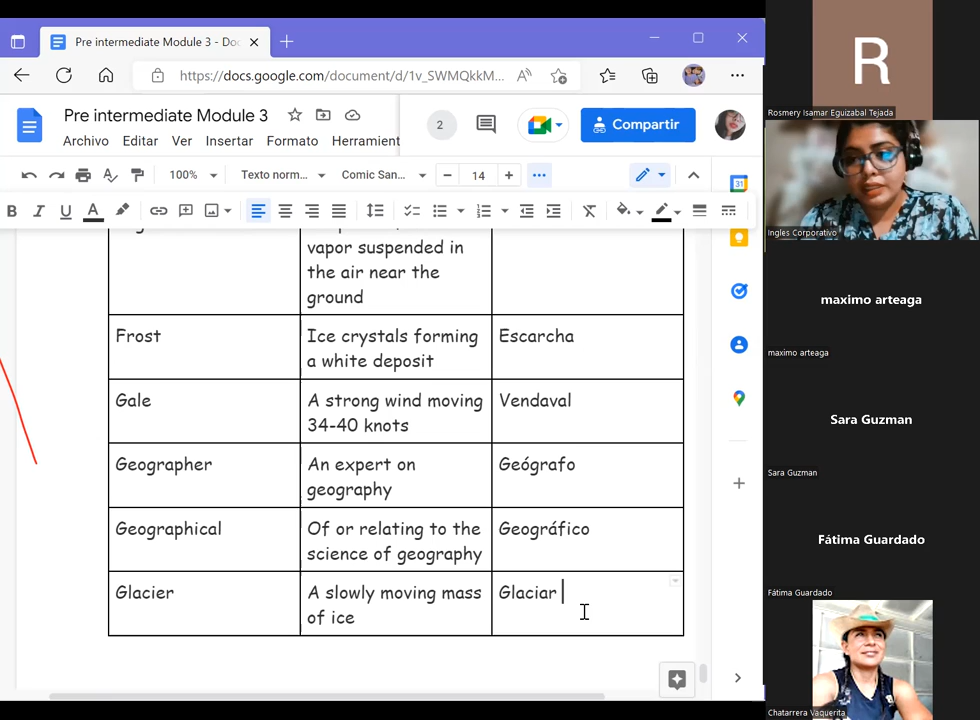 Pre intermediate Module 3 - Doc
https://docs.google.com/document/d/1v_SWMQkkM...
Pre intermediate Module 3
Archivo Editar Ver Insertar Formato Herramient
2
Compartir
100% Texto norm... Comic San... 14
vapor suspended in
the air near the
ground
Frost
Ice crystals forming
a white deposit
Escarcha
Gale
A strong wind moving
34-40 knots
Vendaval
Geographer
An expert on
geography
Geógrafo
Geographical
Of or relating to the
science of geography
Geográfico
Glacier
A slowly moving mass
of ice
Glaciar
31
R
Rosmery Isamar Eguizabal Tejada
Ingles Corporativo
maximo arteaga
maximo arteaga
Sara Guzman
Sara Guzman
Fátima Guardado
Fátima Guardado
Chatarrera Vaquerita